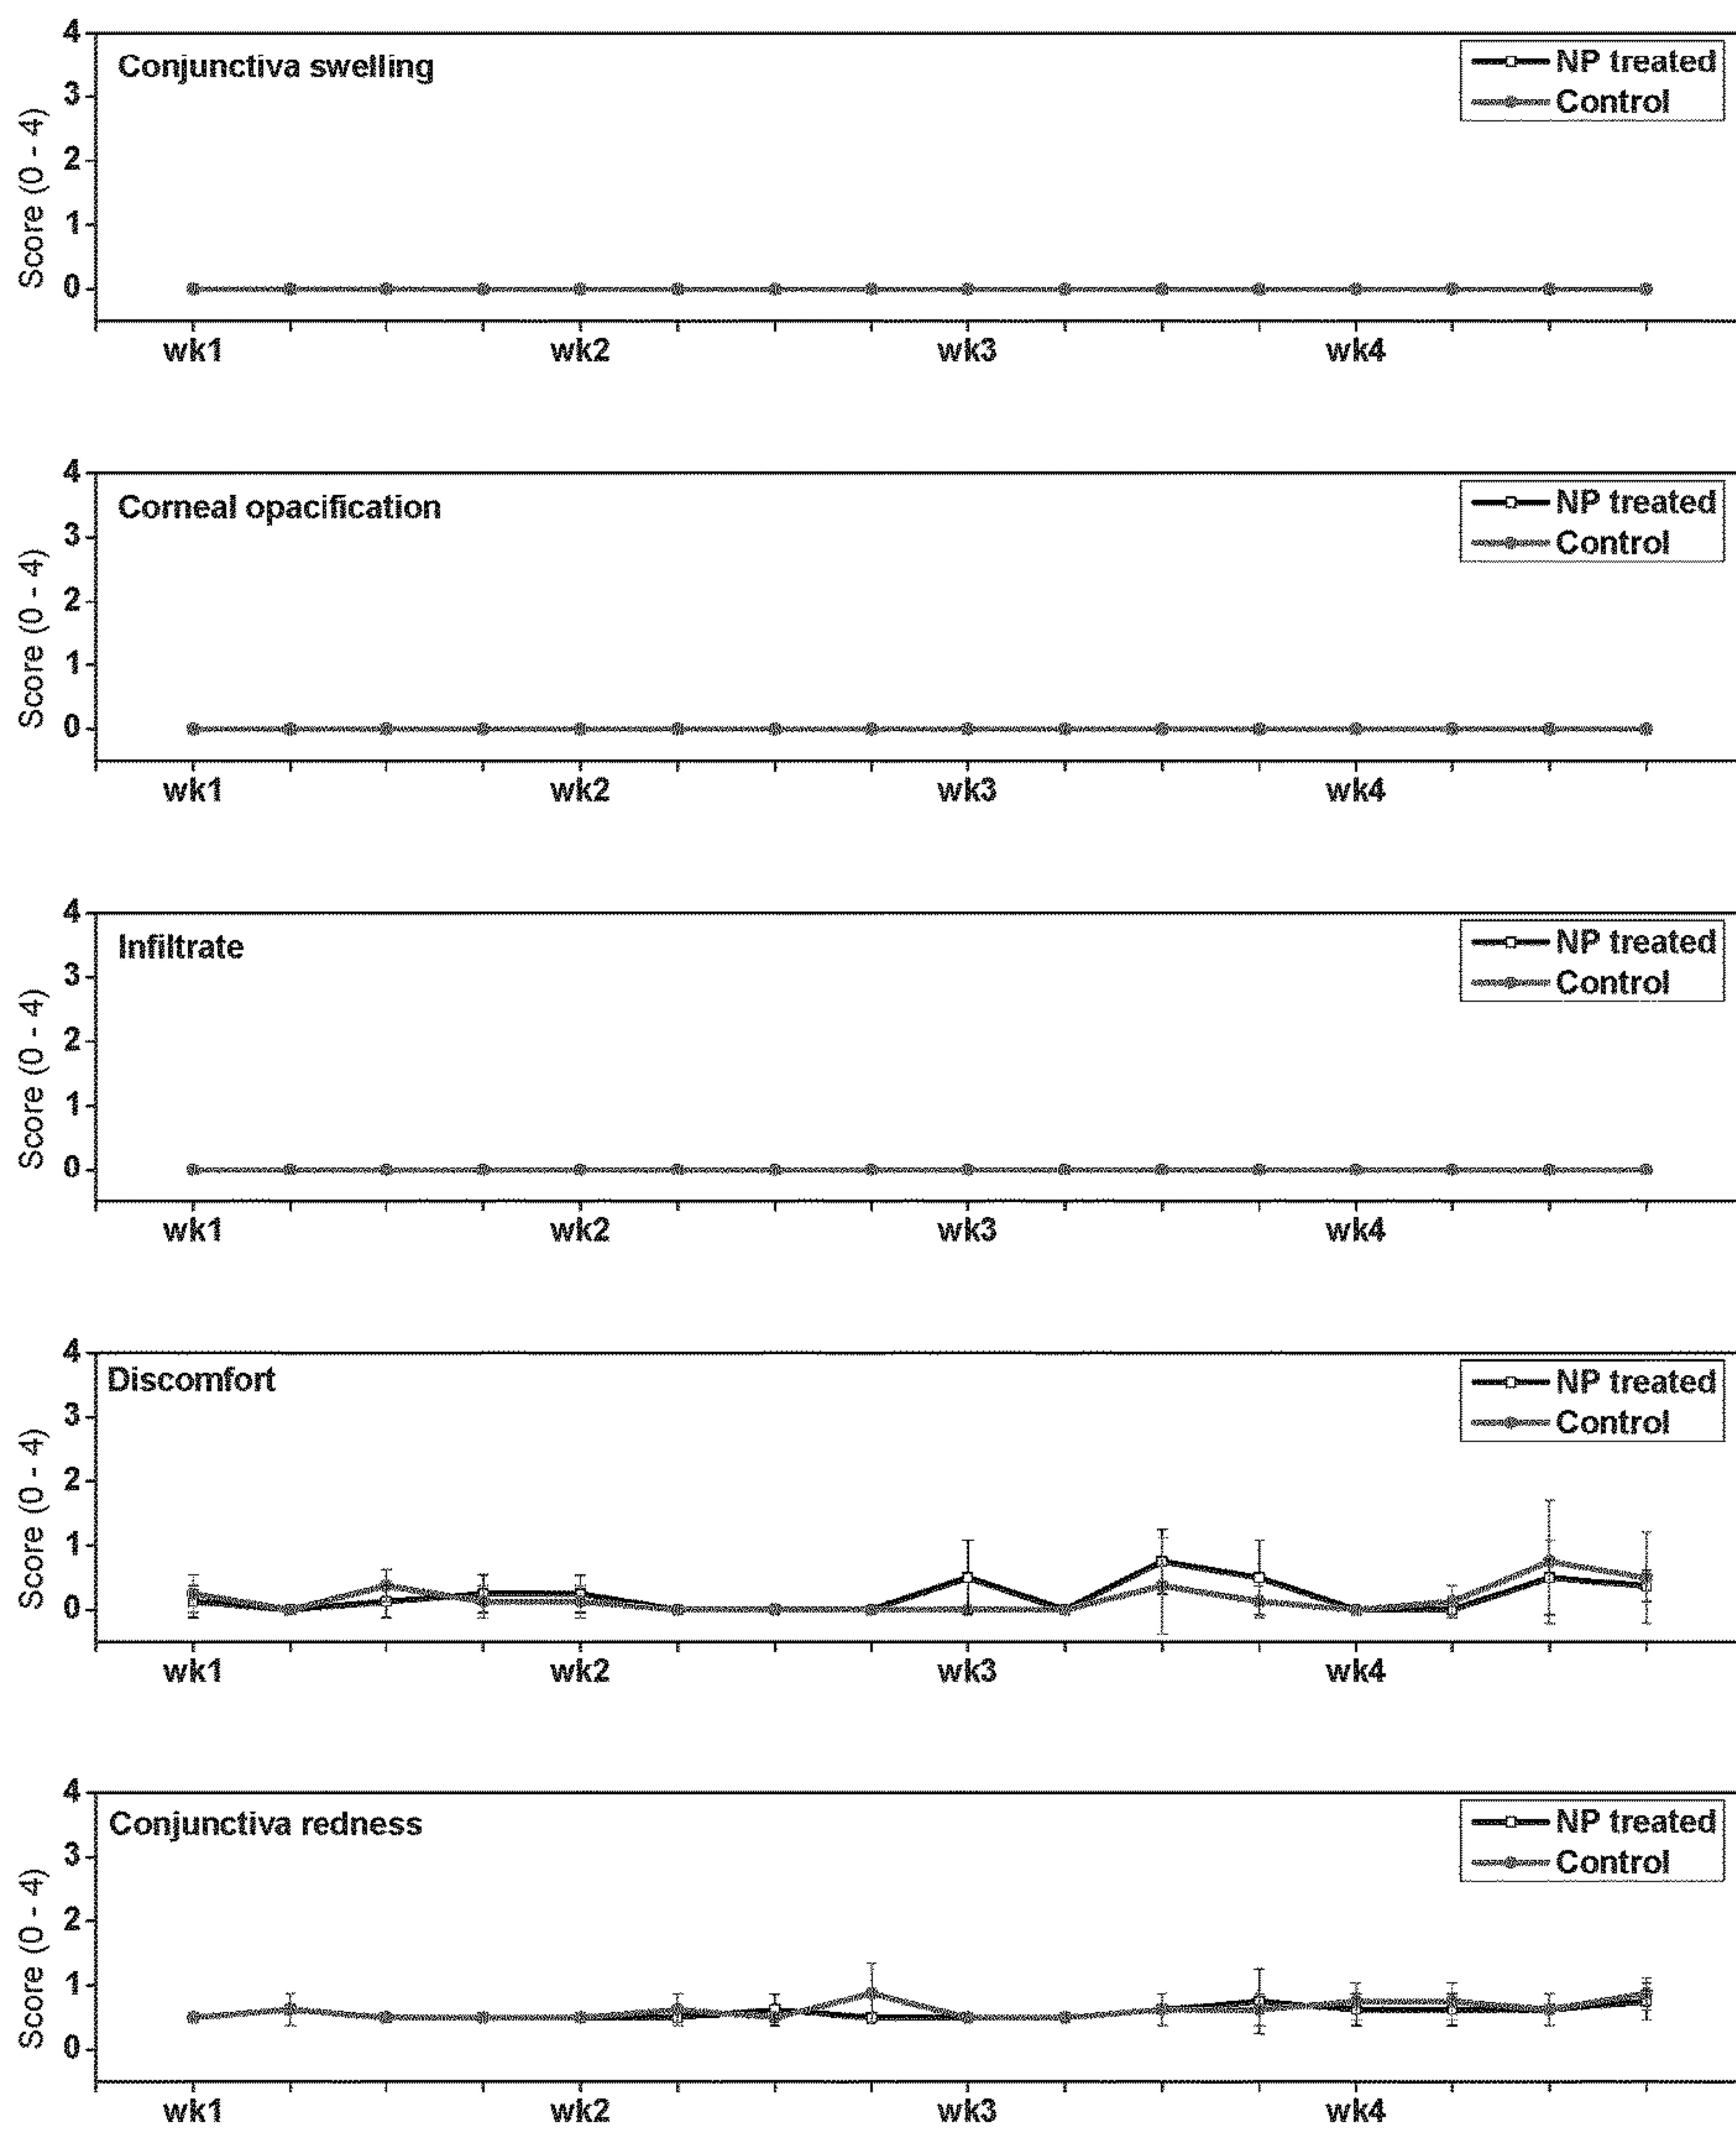 4
Conjunctiva swelling
NP treated
Control
3
2
1
0
Score (0 - 4)
wk1 wk2 wk3 wk4
4
Corneal opacification
NP treated
Control
3
2
1
0
Score (0 - 4)
wk1 wk2 wk3 wk4
4
Infiltrate
NP treated
Control
3
2
1
0
Score (0 - 4)
wk1 wk2 wk3 wk4
4
Discomfort
NP treated
Control
3
2
1
0
Score (0 - 4)
wk1 wk2 wk3 wk4
4
Conjunctiva redness
NP treated
Control
3
2
1
0
Score (0 - 4)
wk1 wk2 wk3 wk4